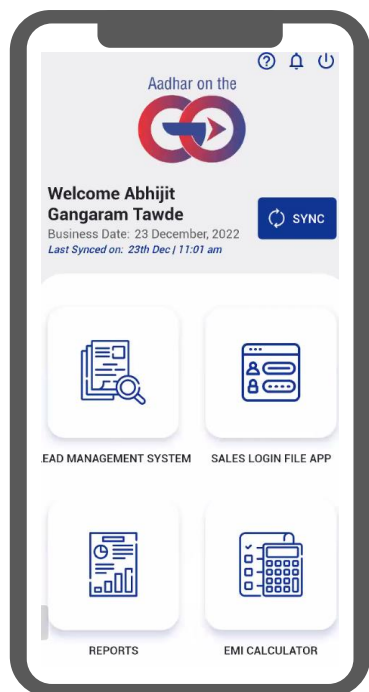 Aadhar on the
GO
Welcome Abhijit
Gangaram Tawde
Business Date: 23 December, 2022
Last Synced on: 23th Dec | 11:01 am
SYNC
.EAD MANAGEMENT SYSTEM
SALES LOGIN FILE APP
REPORTS
EMI CALCULATOR